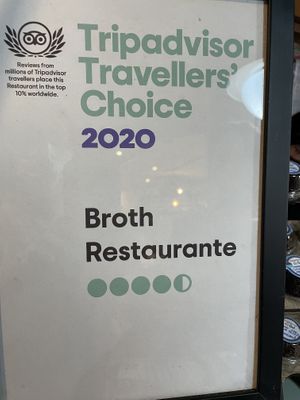 Reviews from
millions of Tripadvisor
travellers place this
Restaurant in the top
10% worldwide.
Tripadvisor
Travellers'
Choice
2020
Broth
Restaurante